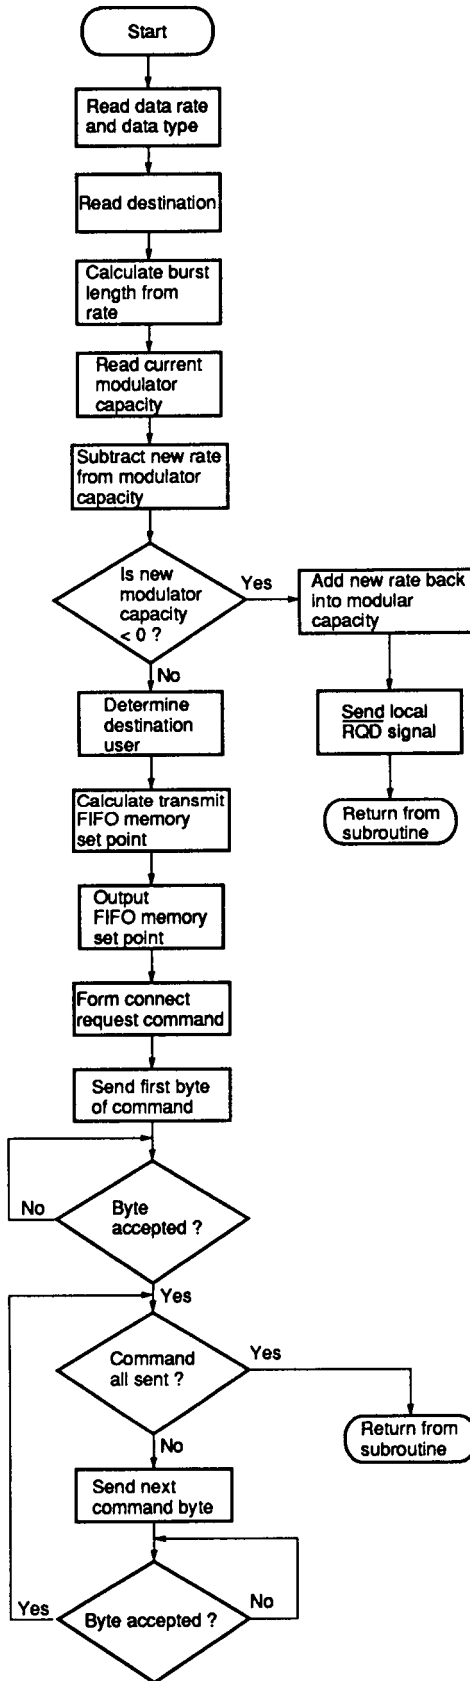 Start
Read data rate
and data type
Read destination
Calculate burst
length from
rate
Read current
modulator
capacity
Subtract new rate
from modulator
capacity
Is new
modulator
capacity
< 0 ?
Yes
Add new rate back
into modular
capacity
No
Send local
RQD signal
Return from
subroutine
Determine
destination
user
Calculate transmit
FIFO memory
set point
Output
FIFO memory
set point
Form connect
request command
Send first byte
of command
No
Byte
accepted ?
Yes
Command
all sent ?
Yes
Return from
subroutine
No
Send next
command byte
Yes
Byte accepted ?
No